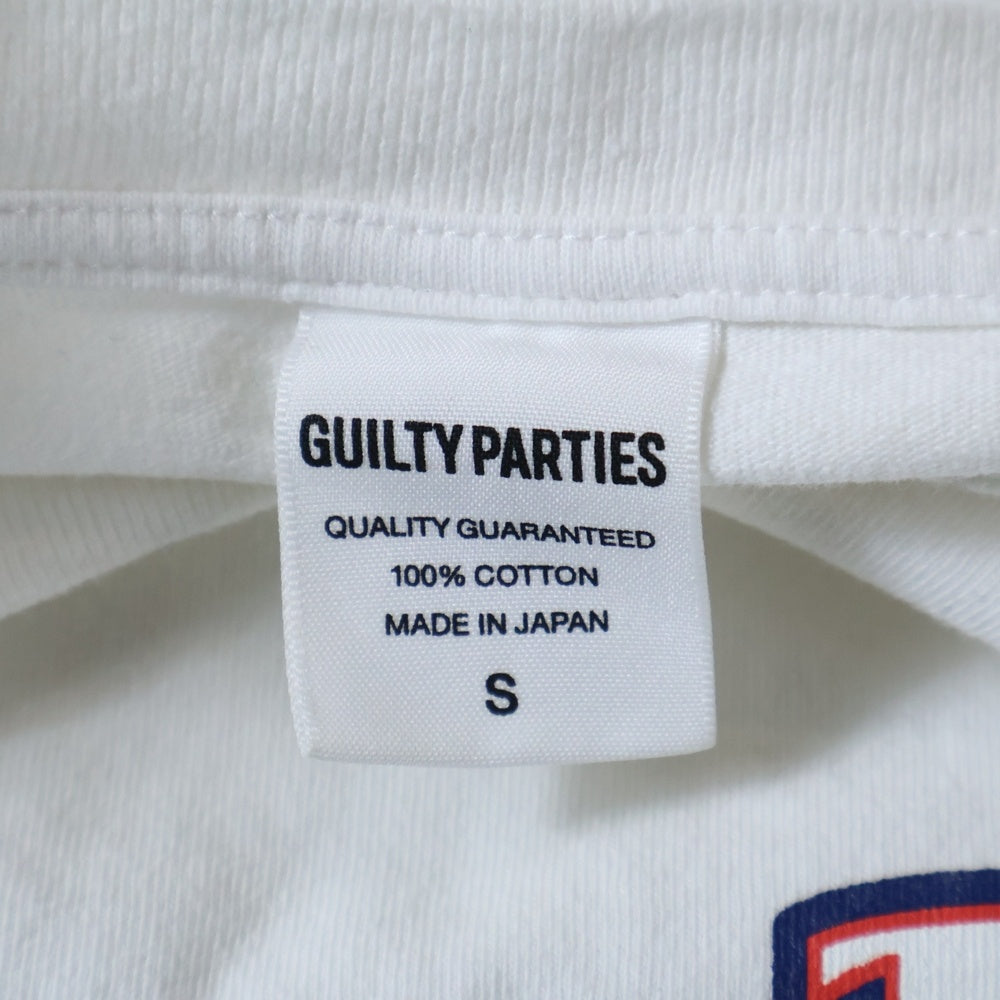 GUILTY PARTIES
QUALITY GUARANTEED
100% COTTON
MADE IN JAPAN
S